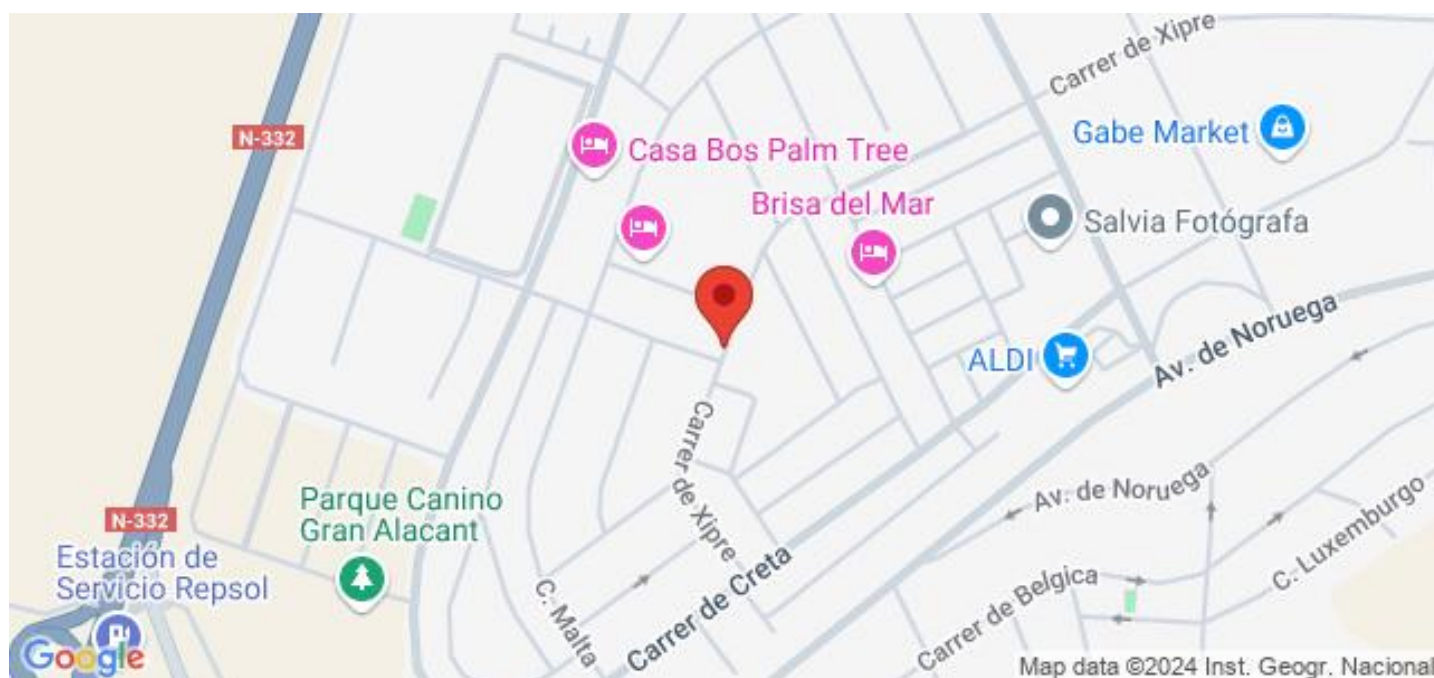 Carrer de Xipre
N-332
Casa Bos Palm Tree
Gabe Market
Brisa del Mar
Salvia Fotógrafa
Av. de Noruega
ALDI
Carrer de Xipre
Av. de Noruega
Parque Canino
Gran Alacant
N-332
Estación de
Servicio Repsol
C. Luxemburgo
Carrer de Creta
Carrer de Belgica
C. Malta
Google
Map data ©2024 Inst. Geogr. Nacional